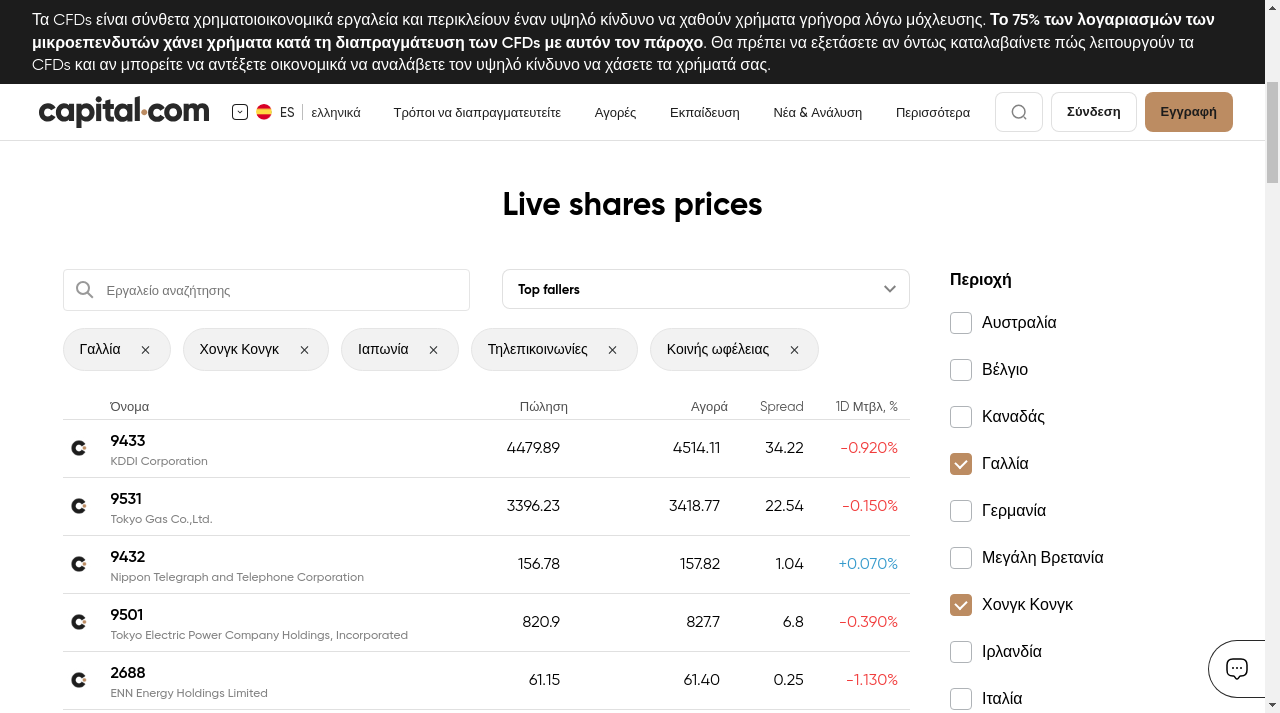 Τα CFDs είναι σύνθετα χρηματοιοικονομικά εργαλεία και περικλείουν έναν υψηλό κίνδυνο να χαθούν χρήματα γρήγορα λόγω μόχλευσης. Το 75% των λογαριασμών των
μικροεπενδυτών χάνει χρήματα κατά τη διαπραγμάτευση των CFDs με αυτόν τον πάροχο. Θα πρέπει να εξετάσετε αν όντως καταλαβαίνετε πώς λειτουργούν τα
CFDs και αν μπορείτε να αντέξετε οικονομικά να αναλάβετε τον υψηλό κίνδυνο να χάσετε τα χρήματά σας.
capital.com ES ελληνικά Τρόποι να διαπραγματευτείτε Αγορές Εκπαίδευση Νέα & Ανάλυση Περισσότερα Σύνδεση Εγγραφή
Live shares prices
Εργαλείο αναζήτησης Top fallers
Γαλλία × Χονγκ Κονγκ × Ιαπωνία × Τηλεπικοινωνίες × Κοινής ωφέλειας ×
Όνομα Πώληση Αγορά Spread 1D Μτβλ, %
9433 4479.89 4514.11 34.22 -0.920%
KDDI Corporation
9531 3396.23 3418.77 22.54 -0.150%
Tokyo Gas Co.,Ltd.
9432 156.78 157.82 1.04 +0.070%
Nippon Telegraph and Telephone Corporation
9501 820.9 827.7 6.8 -0.390%
Tokyo Electric Power Company Holdings, Incorporated
2688 61.15 61.40 0.25 -1.130%
ENN Energy Holdings Limited
Περιοχή
Αυστραλία
Βέλγιο
Καναδάς
Γαλλία
Γερμανία
Μεγάλη Βρετανία
Χονγκ Κονγκ
Ιρλανδία
Ιταλία